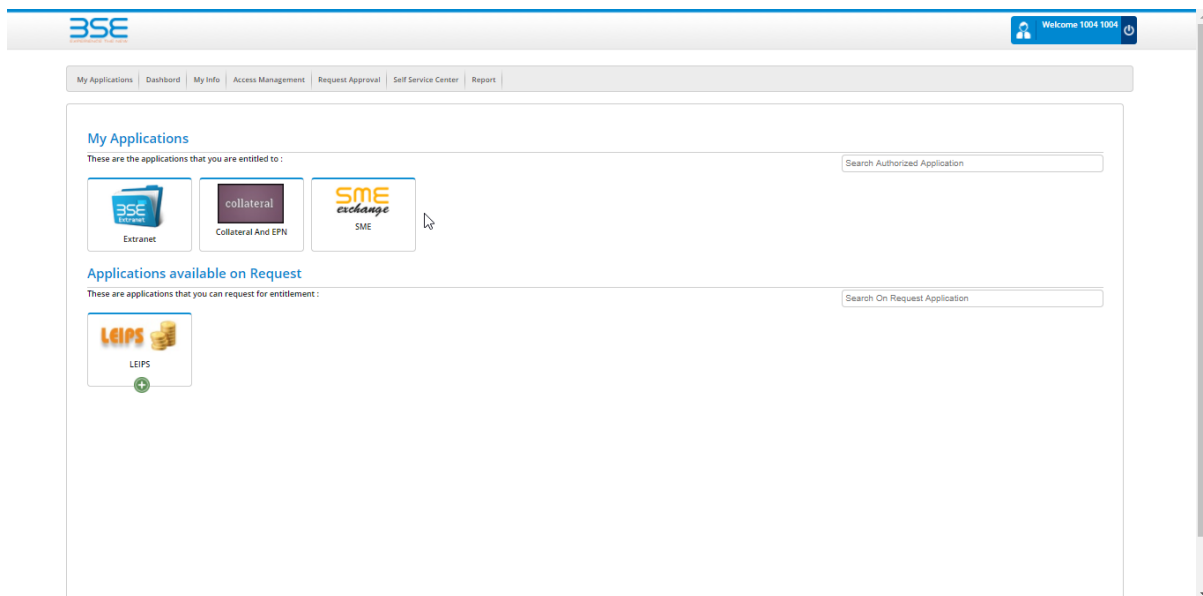 BSE
EXPERIENCE THE NEW
Welcome 1004 1004
My Applications Dashbord My Info Access Management Request Approval Self Service Center Report
My Applications
These are the applications that you are entitled to :
Search Authorized Application
BSE
Extranet
collateral
SME
exchange
Extranet
Collateral And EPN
SME
Applications available on Request
These are applications that you can request for entitlement :
Search On Request Application
LEIPS
LEIPS